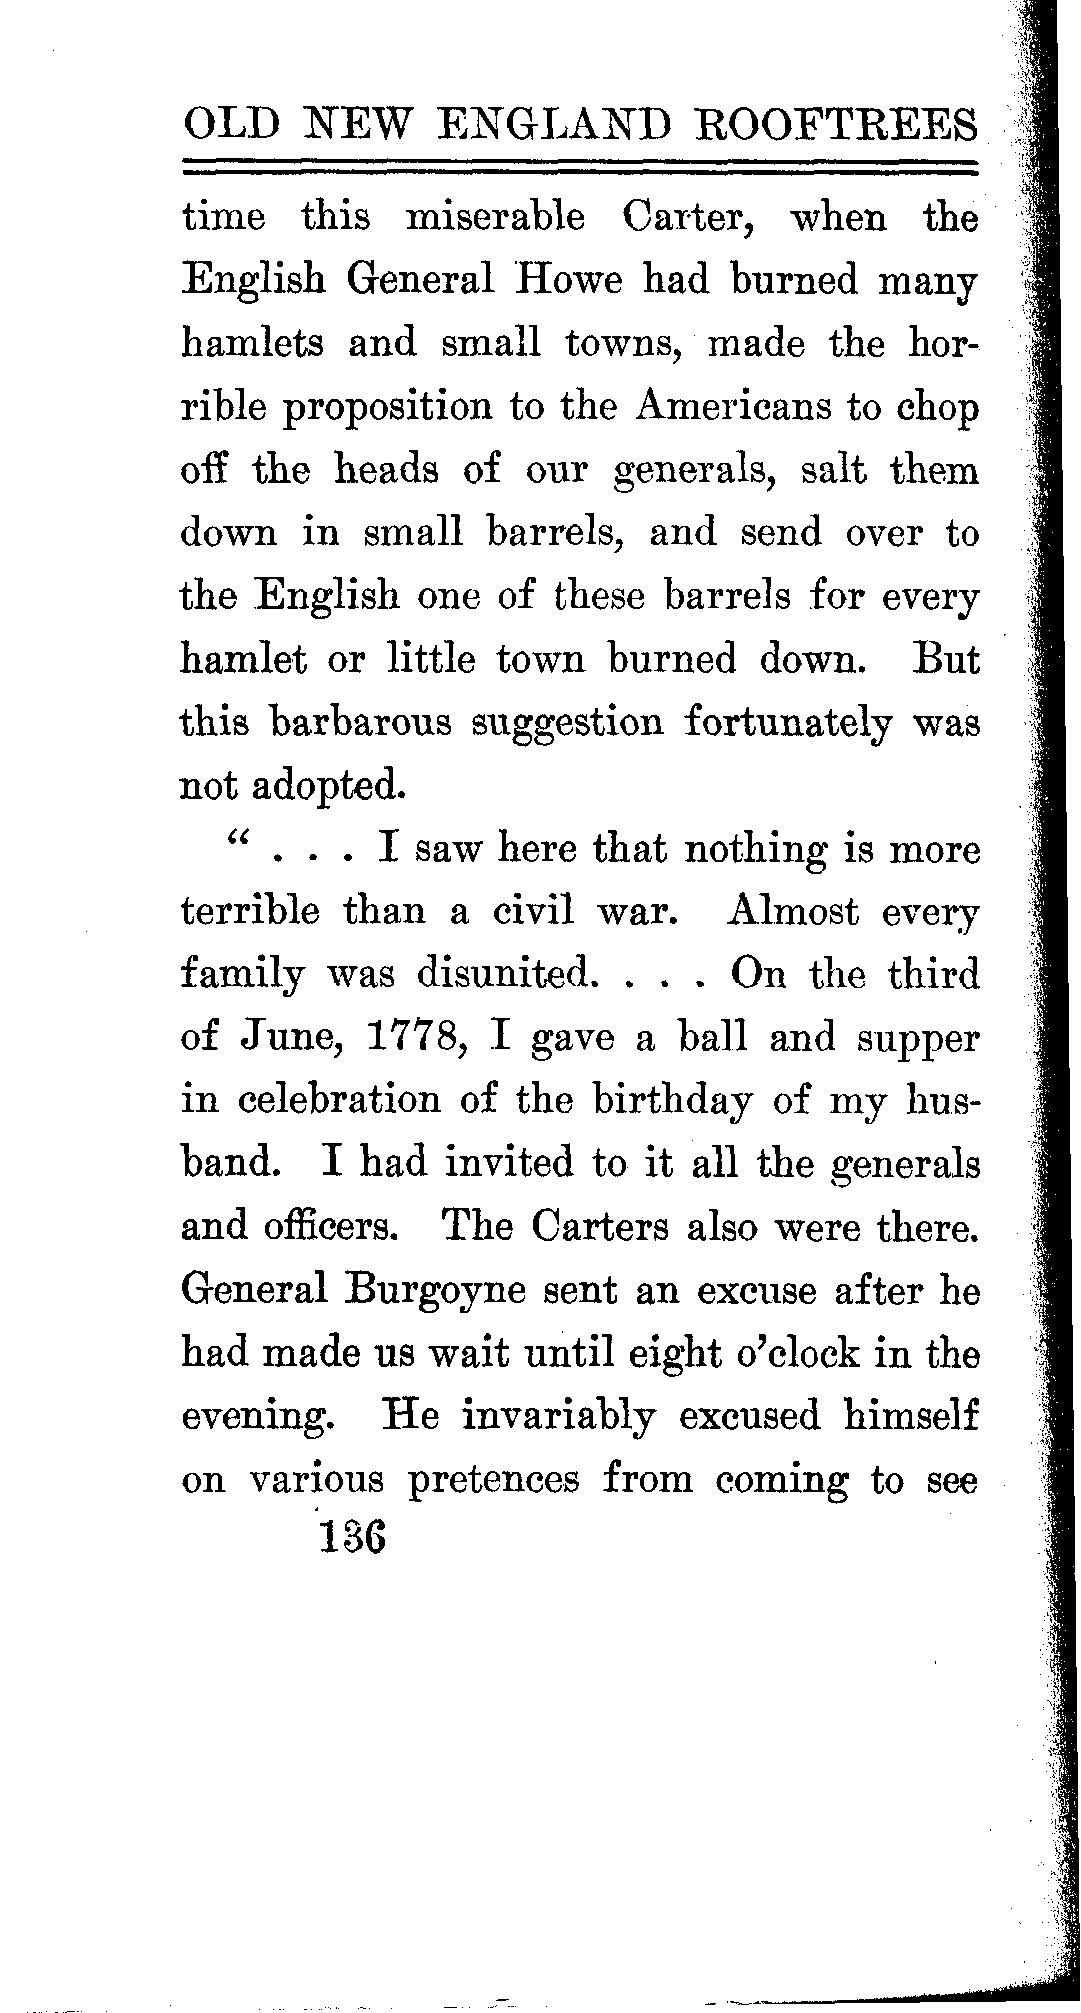 OLD NEW ENGLAND ROOFTREES
time this miserable Carter, when the
English General Howe had burned many
hamlets and small towns, made the hor-
rible proposition to the Americans to chop
off the heads of our generals, salt them
down in small barrels, and send over to
the English one of these barrels for every
hamlet or little town burned down. But
this barbarous suggestion fortunately was
not adopted.
“ . . . I saw here that nothing is more
terrible than a civil war. Almost every
family was disunited. . . . On the third
of June, 1778, I gave a ball and supper
in celebration of the birthday of my hus-
band. I had invited to it all the generals
and officers. The Carters also were there.
General Burgoyne sent an excuse after he
had made us wait until eight o’clock in the
evening. He invariably excused himself
on various pretences from coming to see
136